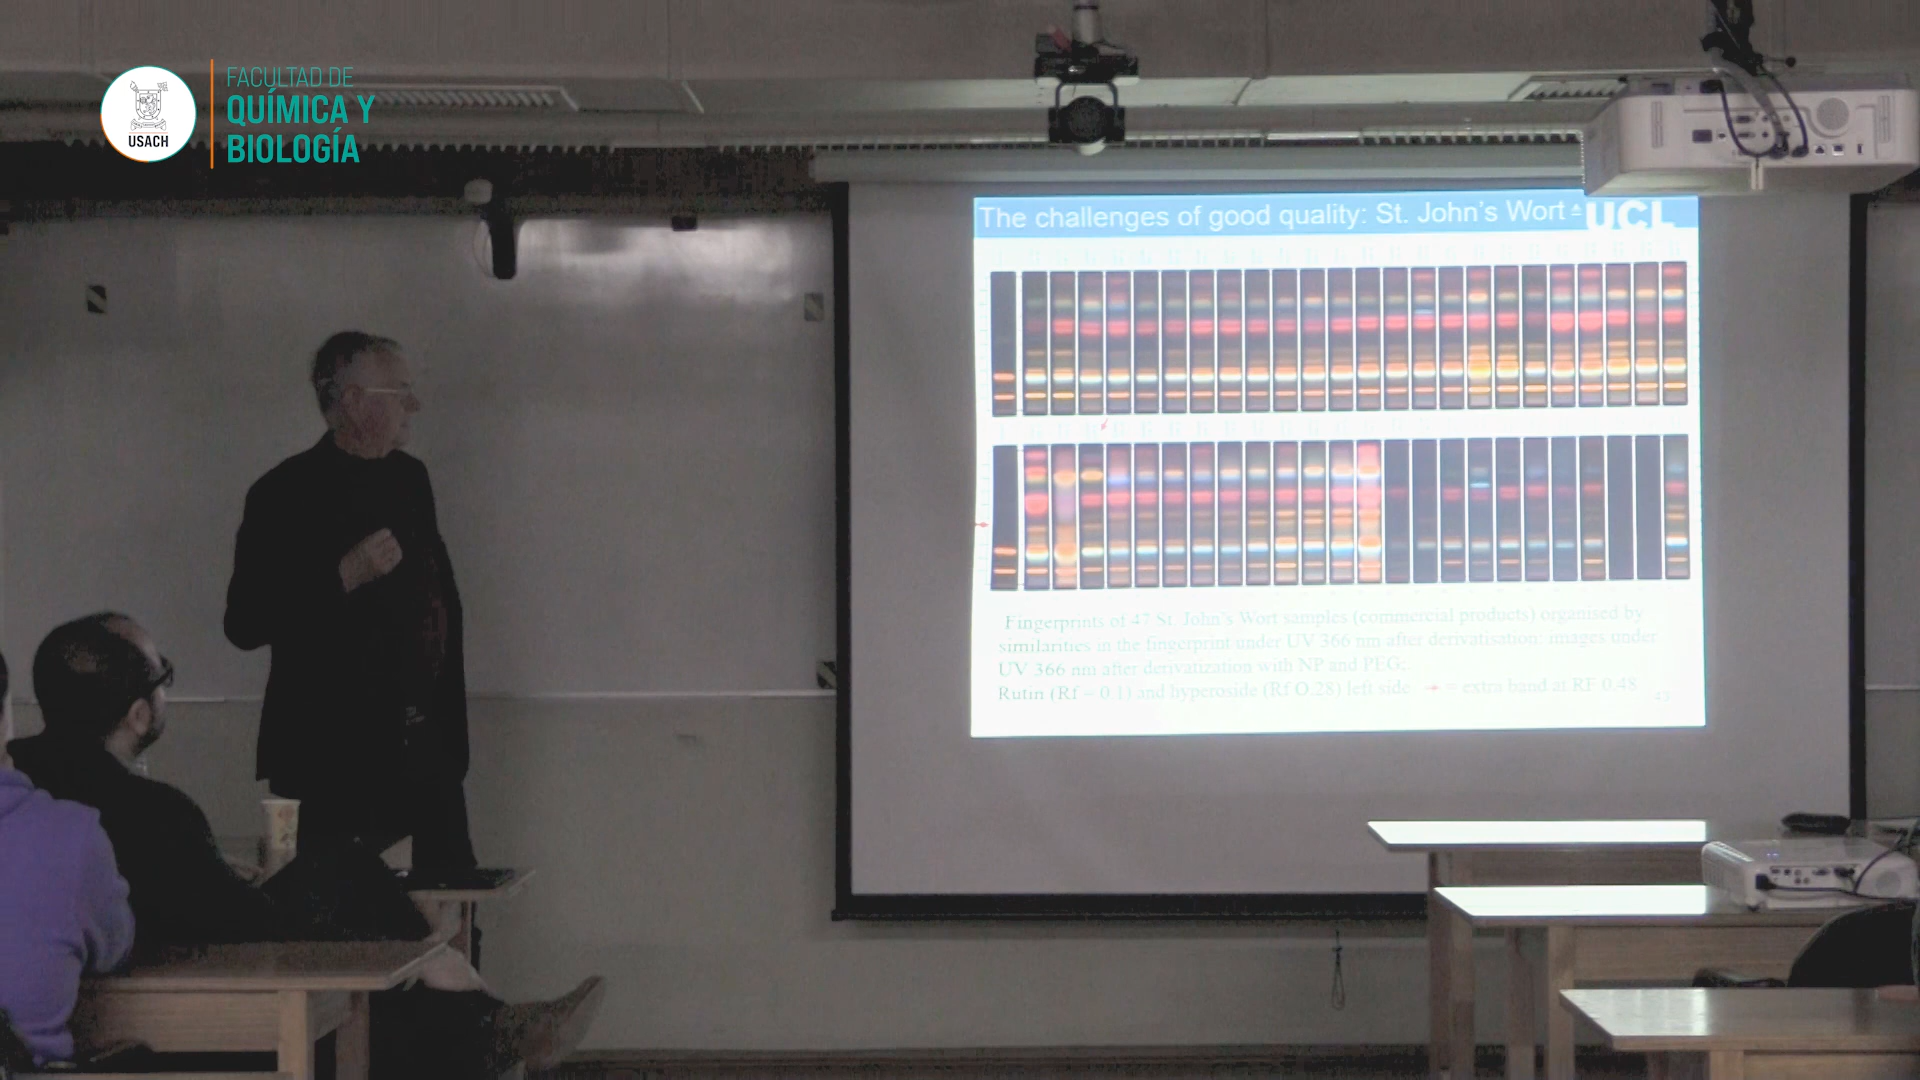 FACULTAD DE
QUÍMICA Y
BIOLOGÍA
USACH
The challenges of good quality: St. John's Wort
UCL
Fingerprints of 47 St. John's Wort samples (commercial products) organised by
similarities in the fingerprint under UV 366 nm after derivatisation: images under
UV 366 nm after derivatization with NP and PEG;
Rutin (Rf – 0.1) and hyperoside (Rf O.28) left side = extra band at RF 0.48
43